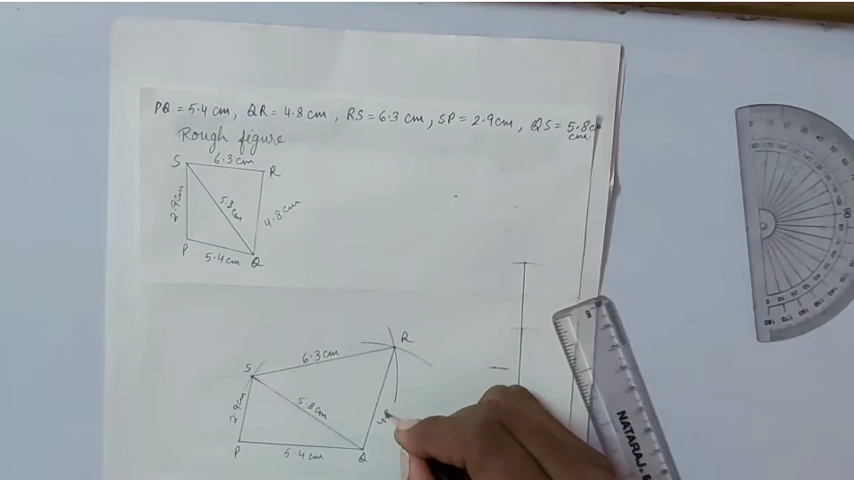 PQ = 5.4 cm, QR = 4.8 cm, RS = 6.3 cm, SP = 2.9 cm, QS = 5.8 cm
cm
Rough figure
S 6.3 cm R
2.9 cm
5.8 cm
4.8 cm
P 5.4 cm Q
R
S 6.3 cm
2.9 cm
5.8 cm
4.8
P 5.4 cm Q
NATARAJ